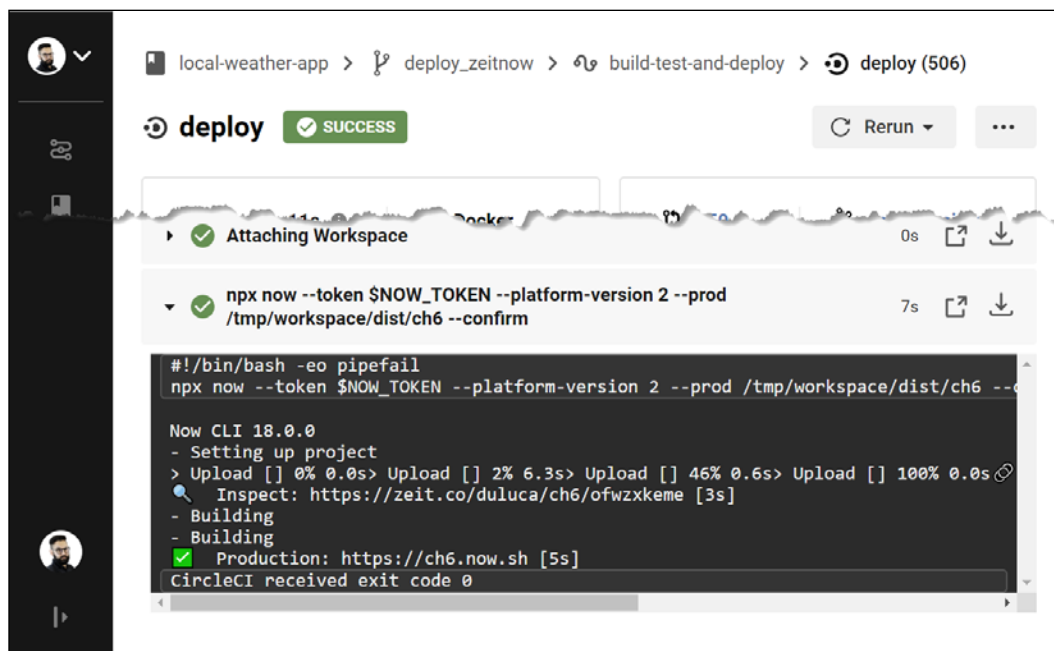 local-weather-app > deploy_zeitnow > build-test-and-deploy > deploy (506)
deploy SUCCESS Rerun ...
Docker
Attaching Workspace 0s
npx now --token $NOW_TOKEN --platform-version 2 --prod 7s
/tmp/workspace/dist/ch6 --confirm
#!/bin/bash -eo pipefail
npx now --token $NOW_TOKEN --platform-version 2 --prod /tmp/workspace/dist/ch6 --
Now CLI 18.0.0
- Setting up project
> Upload [] 0% 0.0s> Upload [] 2% 6.3s> Upload [] 46% 0.6s> Upload [] 100% 0.0s
Inspect: https://zeit.co/duluca/ch6/ofwzxkeme [3s]
- Building
- Building
Production: https://ch6.now.sh [5s]
CircleCI received exit code 0